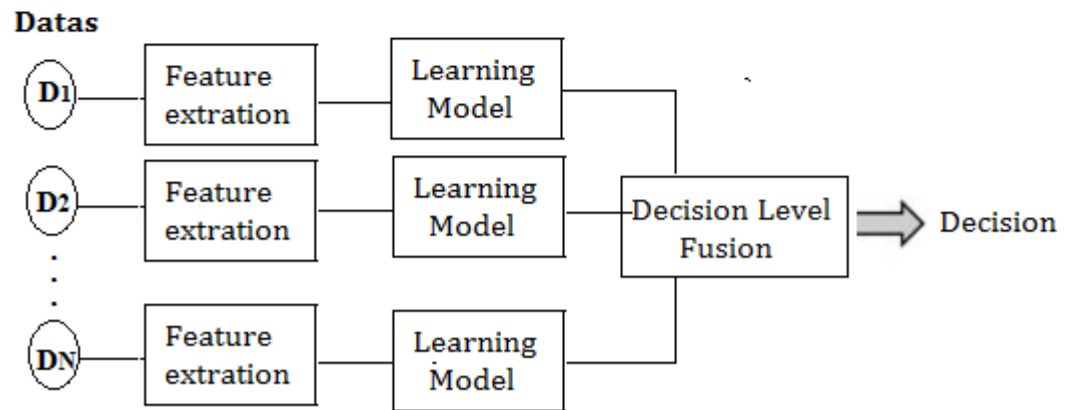 Datas
D1
Feature
extration
Learning
Model
D2
Feature
extration
Learning
Model
Decision Level
Fusion
Decision
DN
Feature
extration
Learning
Model